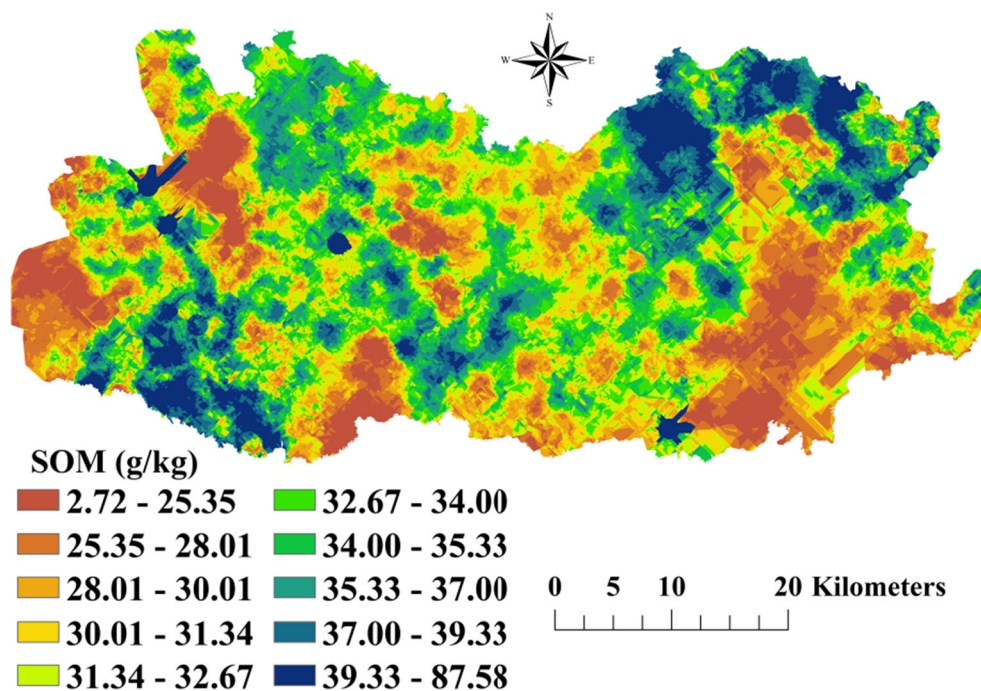 N
W E
S
SOM (g/kg)
2.72 - 25.35 32.67 - 34.00
25.35 - 28.01 34.00 - 35.33
28.01 - 30.01 35.33 - 37.00
30.01 - 31.34 37.00 - 39.33
31.34 - 32.67 39.33 - 87.58
0 5 10 20 Kilometers